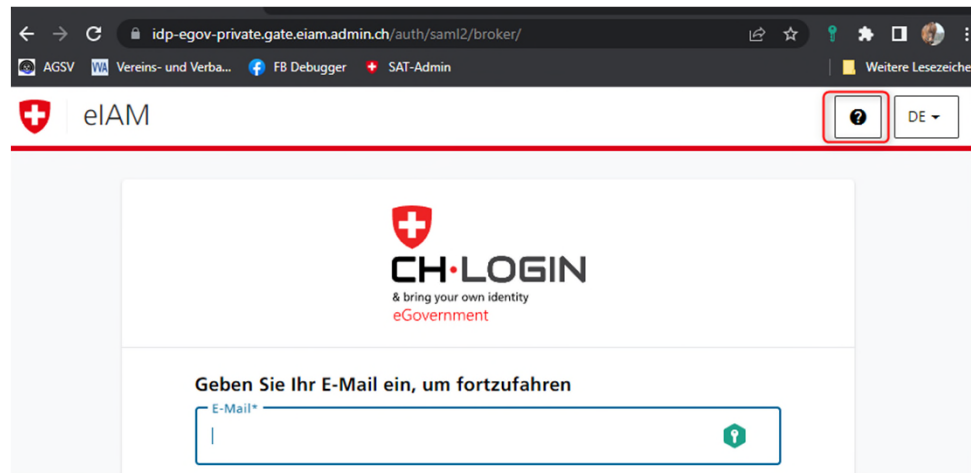 idp-egov-private.gate.eiam.admin.ch/auth/saml2/broker/
AGSV WA Vereins- und Verba... FB Debugger SAT-Admin Weitere Lesezeiche
eIAM ? DE
CH·LOGIN
& bring your own identity
eGovernment
Geben Sie Ihr E-Mail ein, um fortzufahren
E-Mail*